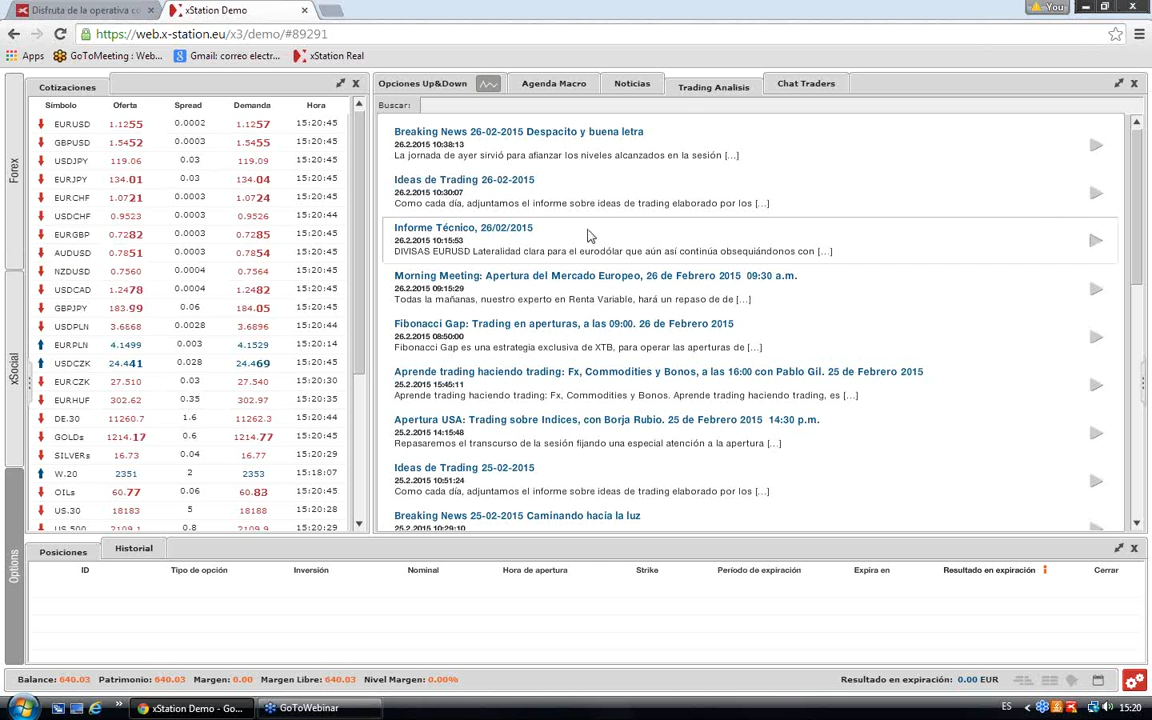 Disfruta de la operativa co
xStation Demo
You
https://web.x-station.eu/x3/demo/#89291
Apps
GoToMeeting : Web...
Gmail: correo electr...
xStation Real
Forex
xSocial
Options
Cotizaciones
Símbolo Oferta Spread Demanda Hora
EURUSD 1.1255 0.0002 1.1257 15:20:45
GBPUSD 1.5452 0.0003 1.5455 15:20:45
USDJPY 119.06 0.03 119.09 15:20:45
EURJPY 134.01 0.03 134.04 15:20:45
EURCHF 1.0721 0.0003 1.0724 15:20:45
USDCHF 0.9523 0.0003 0.9526 15:20:44
EURGBP 0.7282 0.0003 0.7285 15:20:45
AUDUSD 0.7851 0.0003 0.7854 15:20:45
NZDUSD 0.7560 0.0004 0.7564 15:20:45
USDCAD 1.2478 0.0004 1.2482 15:20:45
GBPJPY 183.99 0.06 184.05 15:20:45
USDPLN 3.6868 0.0028 3.6896 15:20:44
EURPLN 4.1499 0.003 4.1529 15:20:14
USDCZK 24.441 0.028 24.469 15:20:45
EURCZK 27.510 0.03 27.540 15:20:30
EURHUF 302.62 0.35 302.97 15:20:35
DE.30 11260.7 1.6 11262.3 15:20:44
GOLDs 1214.17 0.6 1214.77 15:20:45
SILVERs 16.73 0.04 16.77 15:20:29
W.20 2351 2 2353 15:18:07
OILs 60.77 0.06 60.83 15:20:45
US.30 18183 5 18188 15:20:28
US.500 2109.1 0.8 2109.9 15:20:29
Opciones Up&Down
Agenda Macro
Noticias
Trading Analisis
Chat Traders
Buscar:
Breaking News 26-02-2015 Despacito y buena letra
26.2.2015 10:38:13
La jornada de ayer sirvió para afianzar los niveles alcanzados en la sesión [...]
Ideas de Trading 26-02-2015
26.2.2015 10:30:07
Como cada día, adjuntamos el informe sobre ideas de trading elaborado por los [...]
Informe Técnico, 26/02/2015
26.2.2015 10:15:53
DIVISAS EURUSD Lateralidad clara para el eurodólar que aún así continúa obsequiándonos con [...]
Morning Meeting: Apertura del Mercado Europeo, 26 de Febrero 2015 09:30 a.m.
26.2.2015 09:15:29
Todas la mañanas, nuestro experto en Renta Variable, hará un repaso de de [...]
Fibonacci Gap: Trading en aperturas, a las 09:00. 26 de Febrero 2015
26.2.2015 08:50:00
Fibonacci Gap es una estrategia exclusiva de XTB, para operar las aperturas de [...]
Aprende trading haciendo trading: Fx, Commodities y Bonos, a las 16:00 con Pablo Gil. 25 de Febrero 2015
25.2.2015 15:45:11
Aprende trading haciendo trading: Fx, Commodities y Bonos. Aprende trading haciendo trading, es [...]
Apertura USA: Trading sobre Indices, con Borja Rubio. 25 de Febrero 2015 14:30 p.m.
25.2.2015 14:15:48
Repasaremos el transcurso de la sesión fijando una especial atención a la apertura [...]
Ideas de Trading 25-02-2015
25.2.2015 10:51:24
Como cada día, adjuntamos el informe sobre ideas de trading elaborado por los [...]
Breaking News 25-02-2015 Caminando hacia la luz
25.2.2015 10:29:10
Posiciones
Historial
ID Tipo de opción Inversión Nominal Hora de apertura Strike Período de expiración Expira en Resultado en expiración Cerrar
Balance: 640.03 Patrimonio: 640.03 Margen: 0.00 Margen Libre: 640.03 Nivel Margen: 0.00%
Resultado en expiración: 0.00 EUR
xStation Demo - Go...
GoToWebinar
ES
15:20